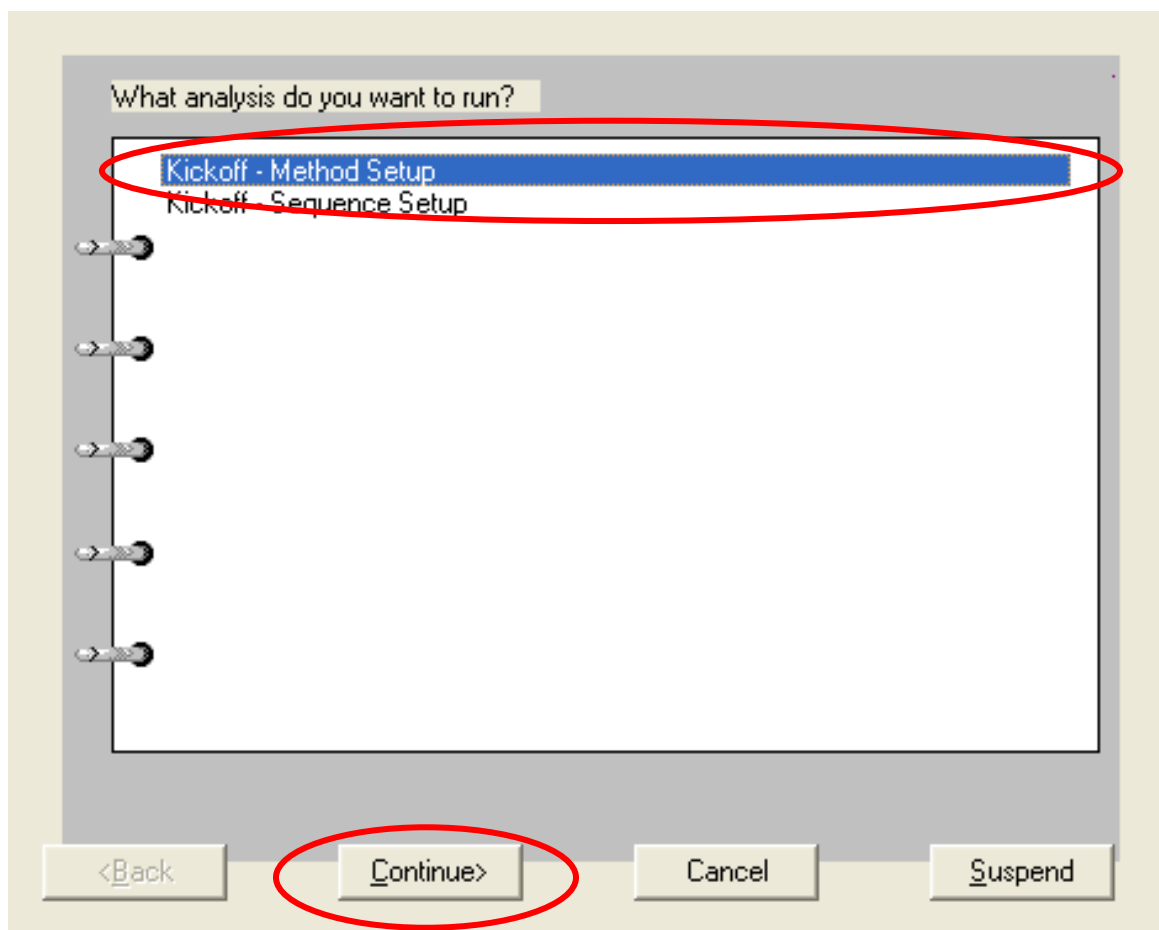 What analysis do you want to run?
Kickoff - Method Setup
Kickoff - Sequence Setup
<Back Continue> Cancel Suspend